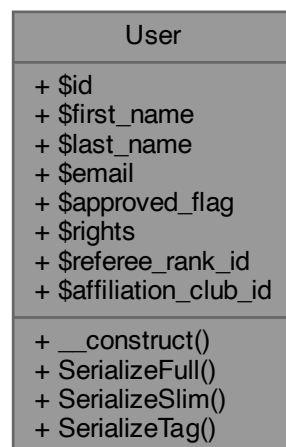 User
+ $id
+ $first_name
+ $last_name
+ $email
+ $approved_flag
+ $rights
+ $referee_rank_id
+ $affiliation_club_id
+ __construct()
+ SerializeFull()
+ SerializeSlim()
+ SerializeTag()